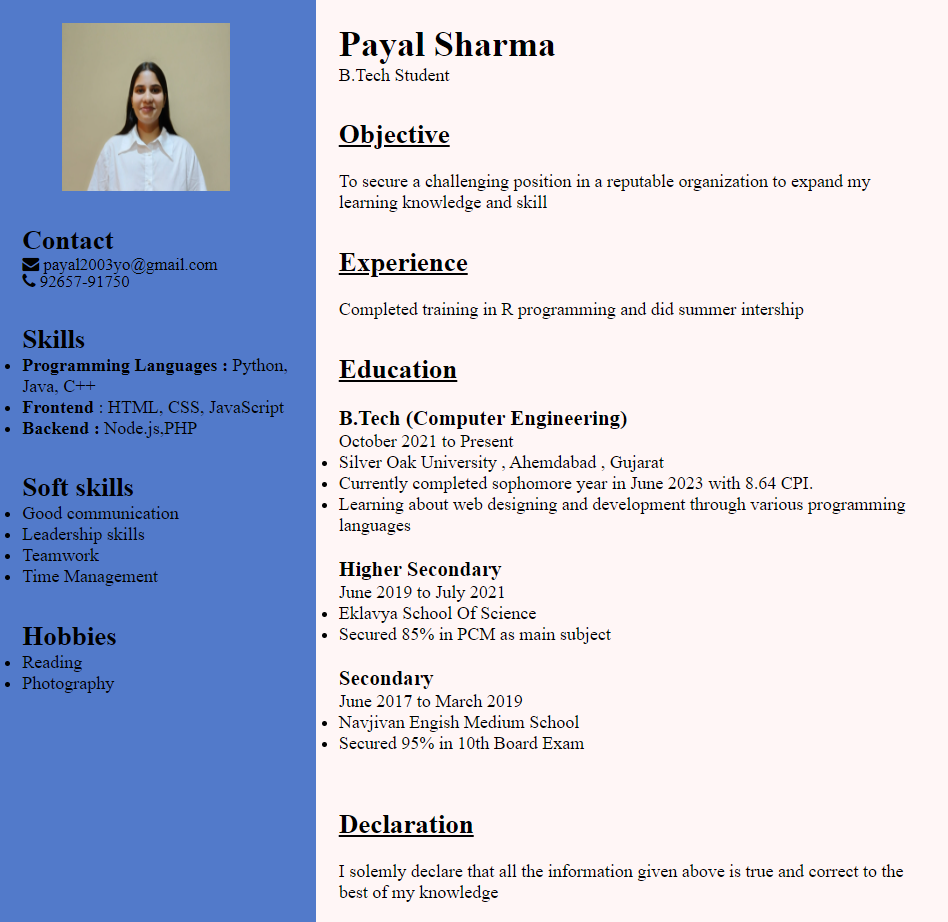 Contact
payal2003yo@gmail.com
92657-91750
Skills
Programming Languages : Python,
Java, C++
Frontend : HTML, CSS, JavaScript
Backend : Node.js,PHP
Soft skills
Good communication
Leadership skills
Teamwork
Time Management
Hobbies
Reading
Photography
Payal Sharma
B.Tech Student
Objective
To secure a challenging position in a reputable organization to expand my
learning knowledge and skill
Experience
Completed training in R programming and did summer intership
Education
B.Tech (Computer Engineering)
October 2021 to Present
Silver Oak University , Ahemdabad , Gujarat
Currently completed sophomore year in June 2023 with 8.64 CPI.
Learning about web designing and development through various programming
languages
Higher Secondary
June 2019 to July 2021
Eklavya School Of Science
Secured 85% in PCM as main subject
Secondary
June 2017 to March 2019
Navjivan Engish Medium School
Secured 95% in 10th Board Exam
Declaration
I solemly declare that all the information given above is true and correct to the
best of my knowledge